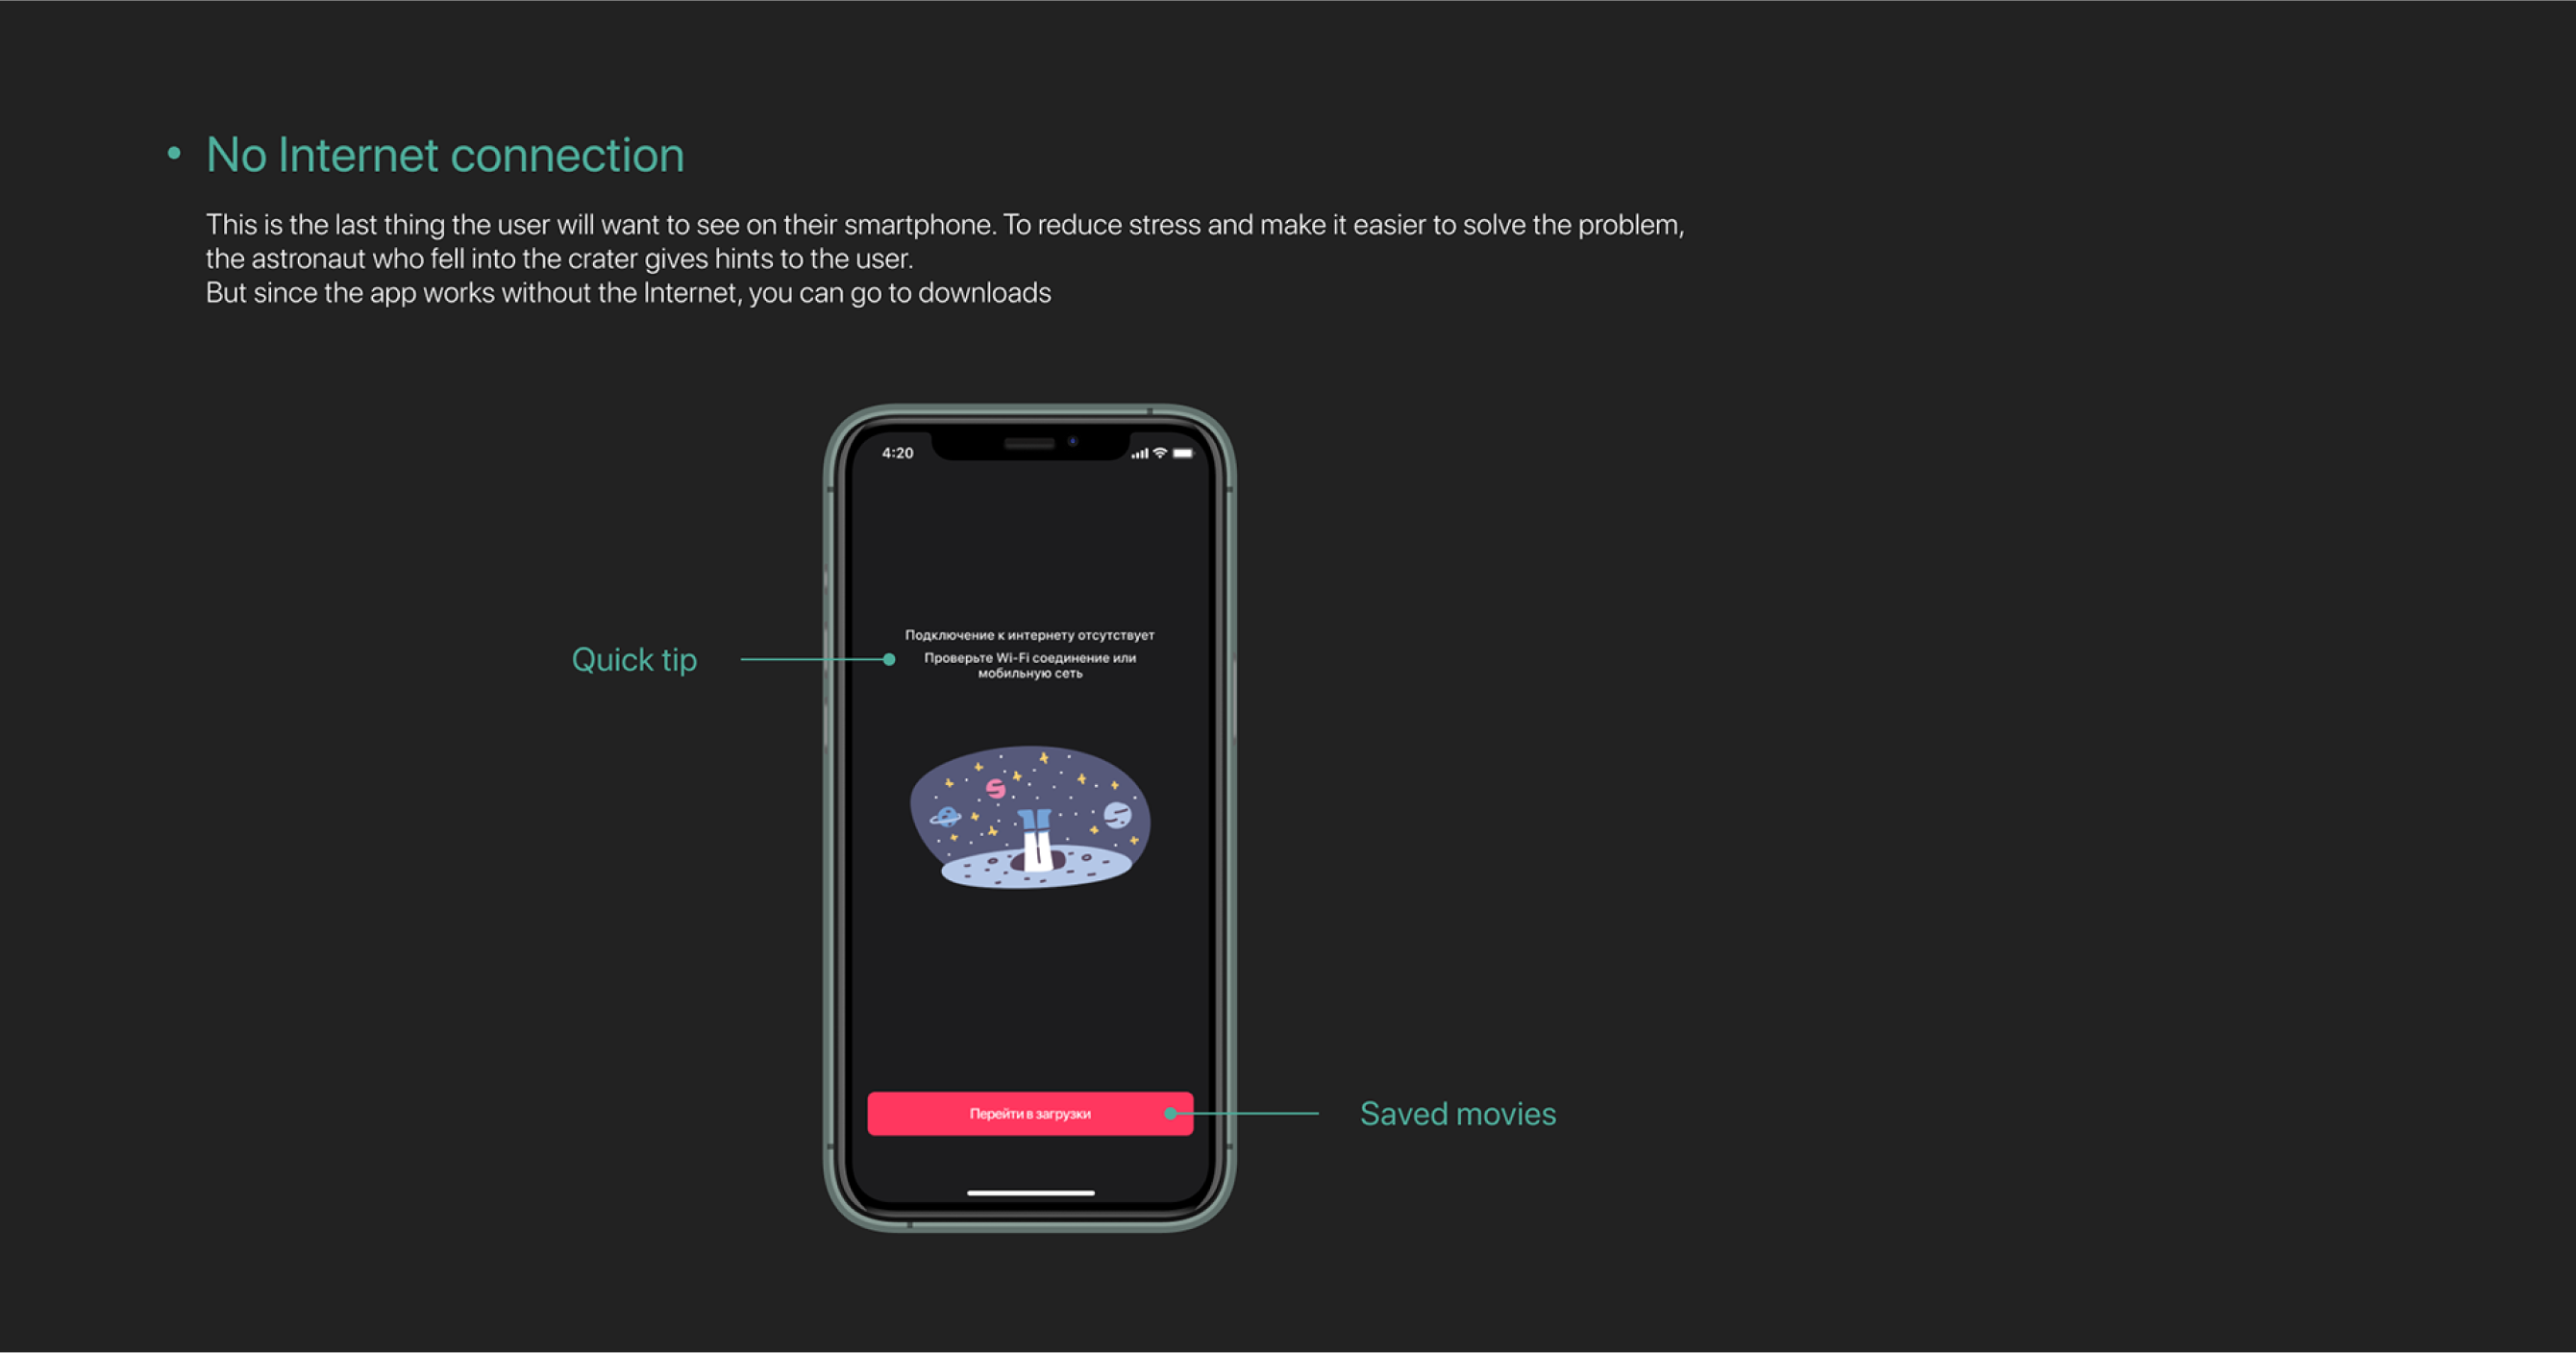 • No Internet connection
This is the last thing the user will want to see on their smartphone. To reduce stress and make it easier to solve the problem,
the astronaut who fell into the crater gives hints to the user.
But since the app works without the Internet, you can go to downloads
4:20
Подключение к интернету отсутствует
Quick tip
Проверьте Wi-Fi соединение или
мобильную сеть
Перейти в загрузки
Saved movies